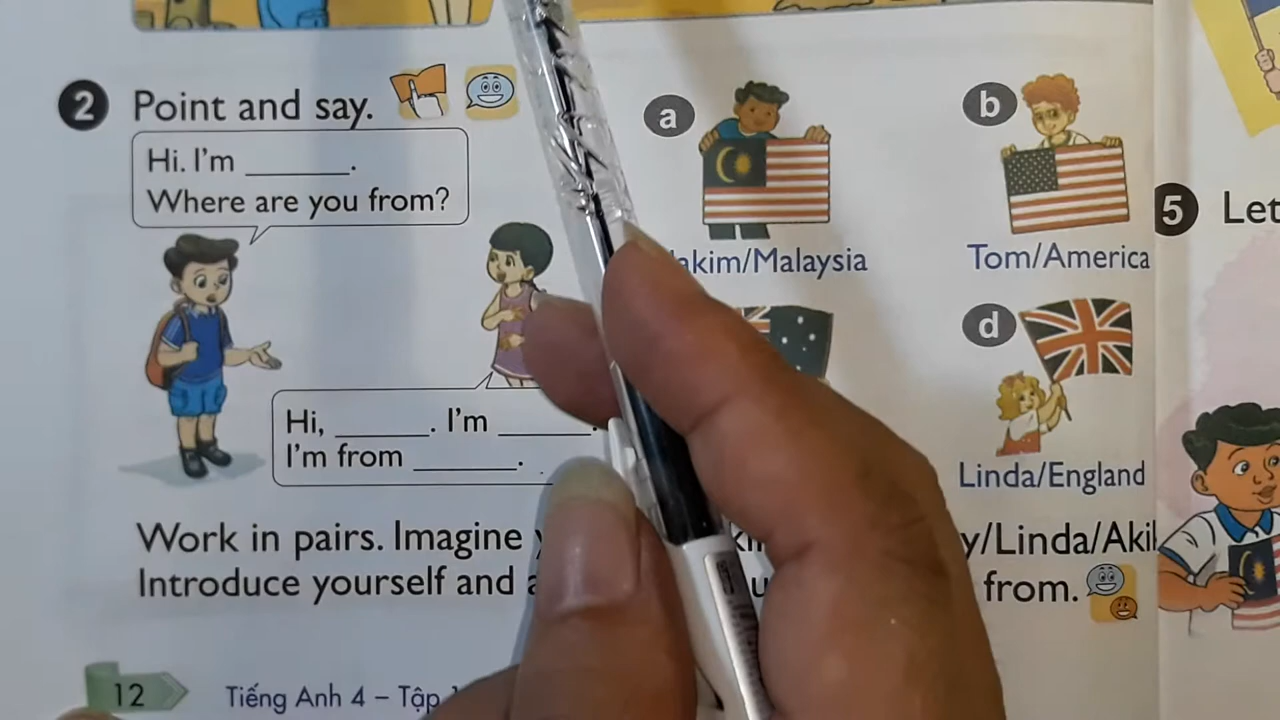 2 Point and say.
Hi. I'm ______.
Where are you from?
Hi, ______. I'm ______.
I'm from ______.
a
akim/Malaysia
b
Tom/America
d
Linda/England
Work in pairs. Imagine
y/Linda/Akil
Introduce yourself and
from.
12
Tiếng Anh 4 – Tập
5 Let